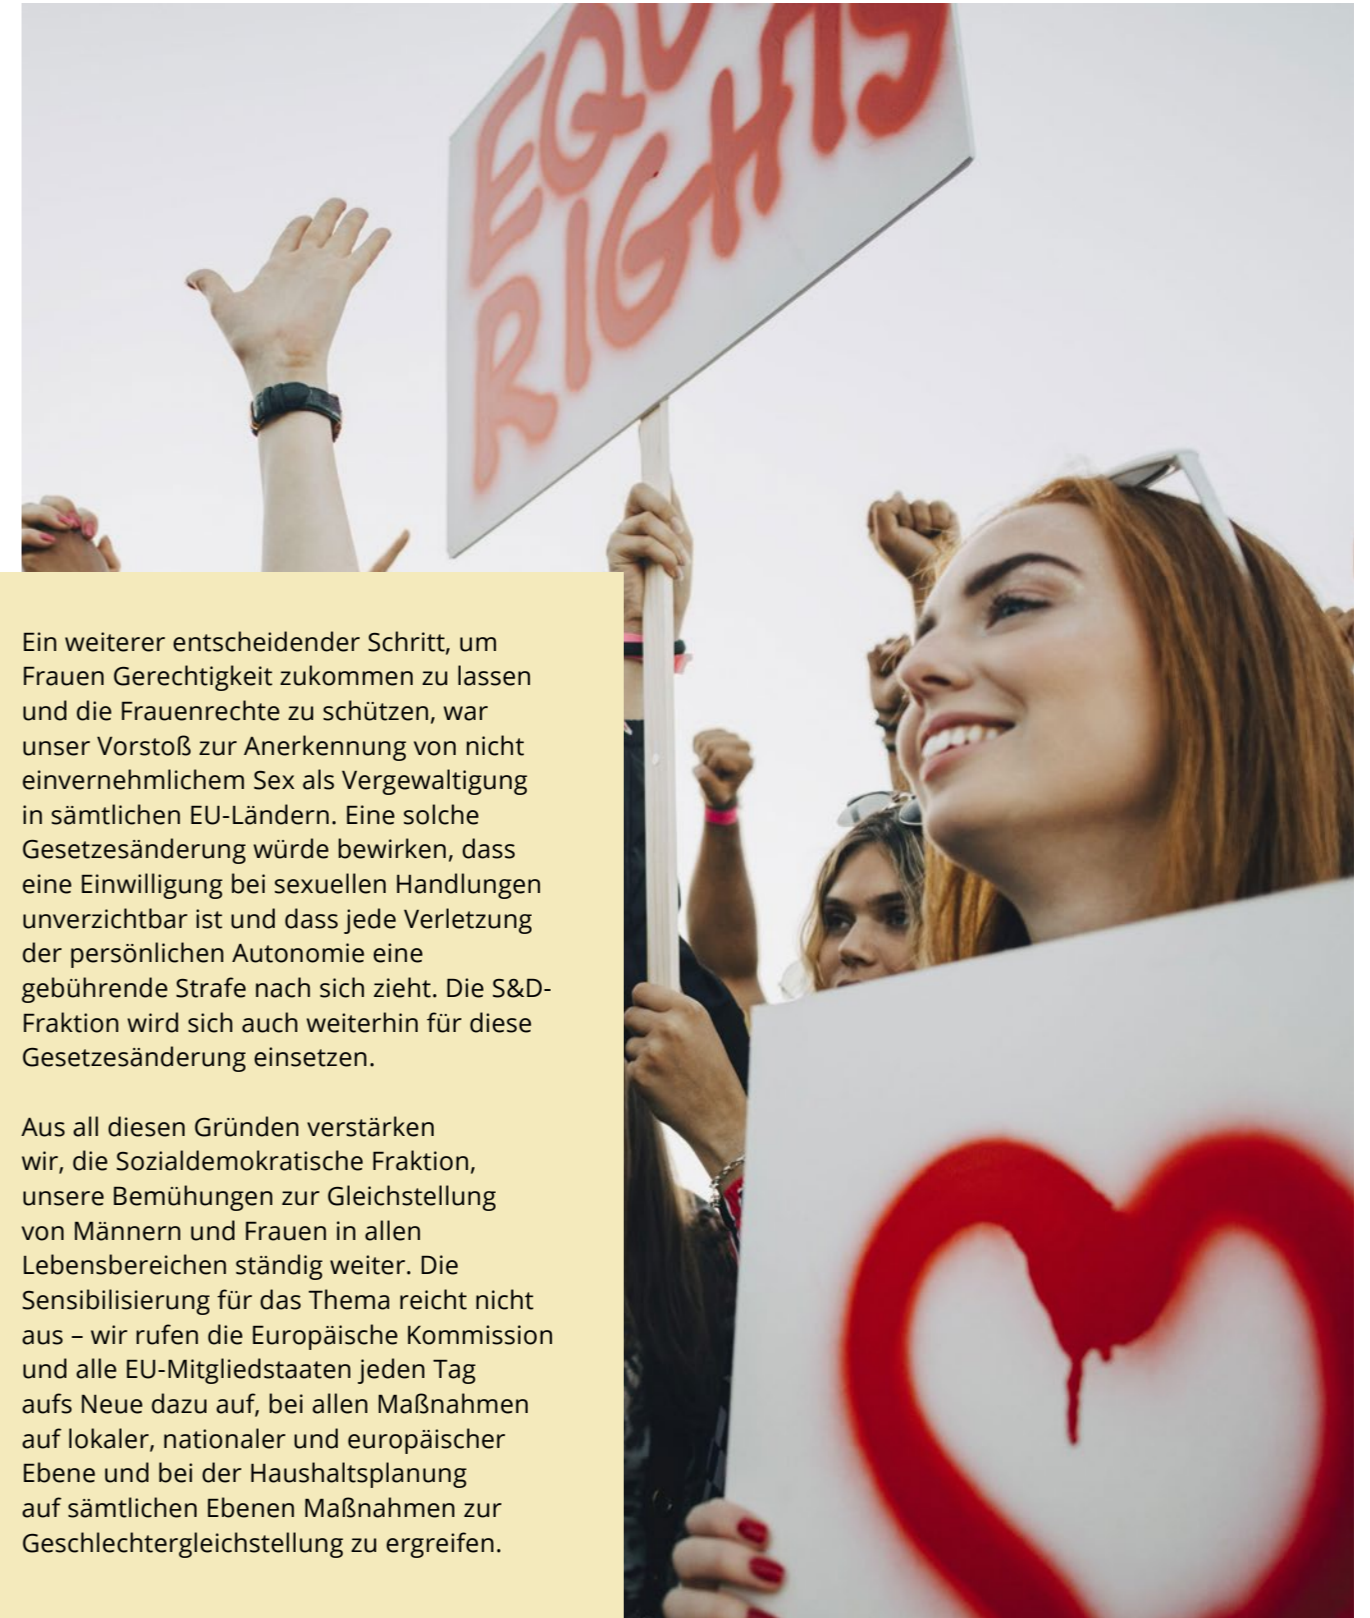 EQU
RIGHTS
Ein weiterer entscheidender Schritt, um
Frauen Gerechtigkeit zukommen zu lassen
und die Frauenrechte zu schützen, war
unser Vorstoß zur Anerkennung von nicht
einvernehmlichem Sex als Vergewaltigung
in sämtlichen EU-Ländern. Eine solche
Gesetzesänderung würde bewirken, dass
eine Einwilligung bei sexuellen Handlungen
unverzichtbar ist und dass jede Verletzung
der persönlichen Autonomie eine
gebührende Strafe nach sich zieht. Die S&D-
Fraktion wird sich auch weiterhin für diese
Gesetzesänderung einsetzen.
Aus all diesen Gründen verstärken
wir, die Sozialdemokratische Fraktion,
unsere Bemühungen zur Gleichstellung
von Männern und Frauen in allen
Lebensbereichen ständig weiter. Die
Sensibilisierung für das Thema reicht nicht
aus – wir rufen die Europäische Kommission
und alle EU-Mitgliedstaaten jeden Tag
aufs Neue dazu auf, bei allen Maßnahmen
auf lokaler, nationaler und europäischer
Ebene und bei der Haushaltsplanung
auf sämtlichen Ebenen Maßnahmen zur
Geschlechtergleichstellung zu ergreifen.